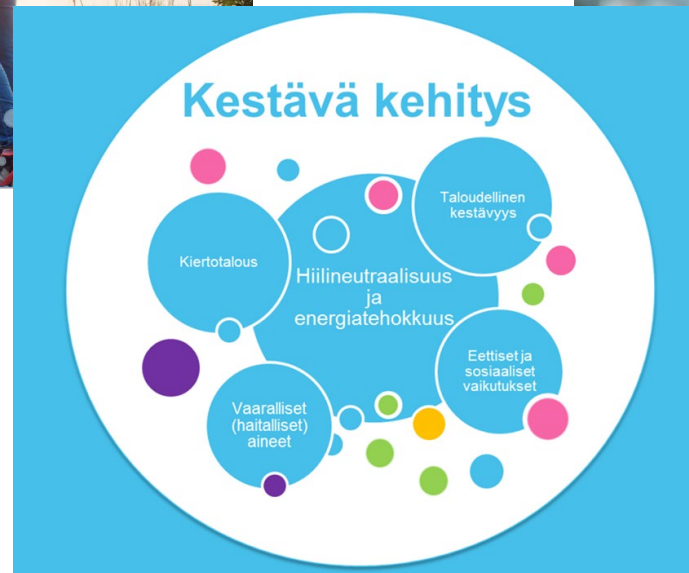 Kestävä kehitys
Taloudellinen
kestävyys
Kiertotalous
Hiilineutraalisuus
ja
energiatehokkuus
Eettiset ja
sosiaaliset
vaikutukset
Vaaralliset
(haitalliset)
aineet